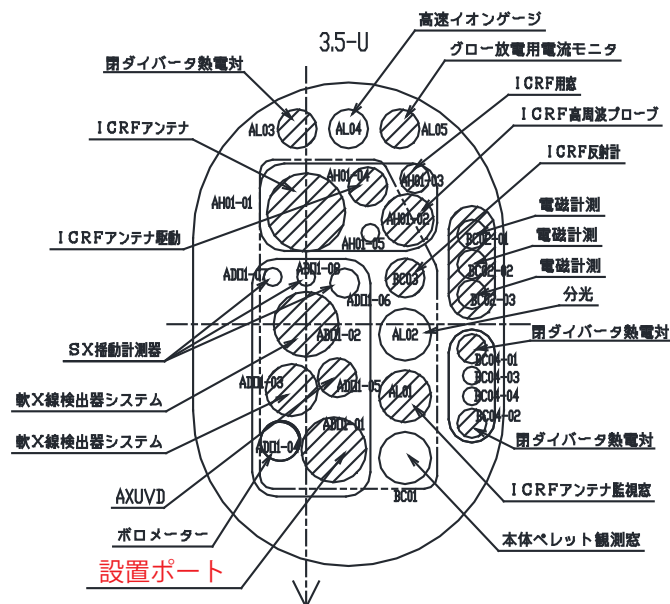 3.5-U
高速イオンゲージ
グロー放電用電流モニタ
閉ダイバータ熱電対
ICRF用窓
ICRF高周波プローブ
ICRFアンテナ
ICRF反射計
AL03
AL04
AL05
AH01-04
AH01-03
AH01-01
AH01-02
AH01-05
電磁計測
電磁計測
電磁計測
ICRFアンテナ駆動
BC02-01
BC02-02
BC02-03
AD01-07
AD01-08
AD01-06
BC03
分光
AD01-02
AL02
SX揺動計測器
閉ダイバータ熱電対
BC04-01
BC04-03
BC04-04
BC04-02
AD01-03
AD01-05
AL01
軟X線検出器システム
軟X線検出器システム
AD01-04
AD01-01
閉ダイバータ熱電対
AXUVD
BC01
ICRFアンテナ監視窓
ボロメーター
本体ペレット観測窓
設置ポート